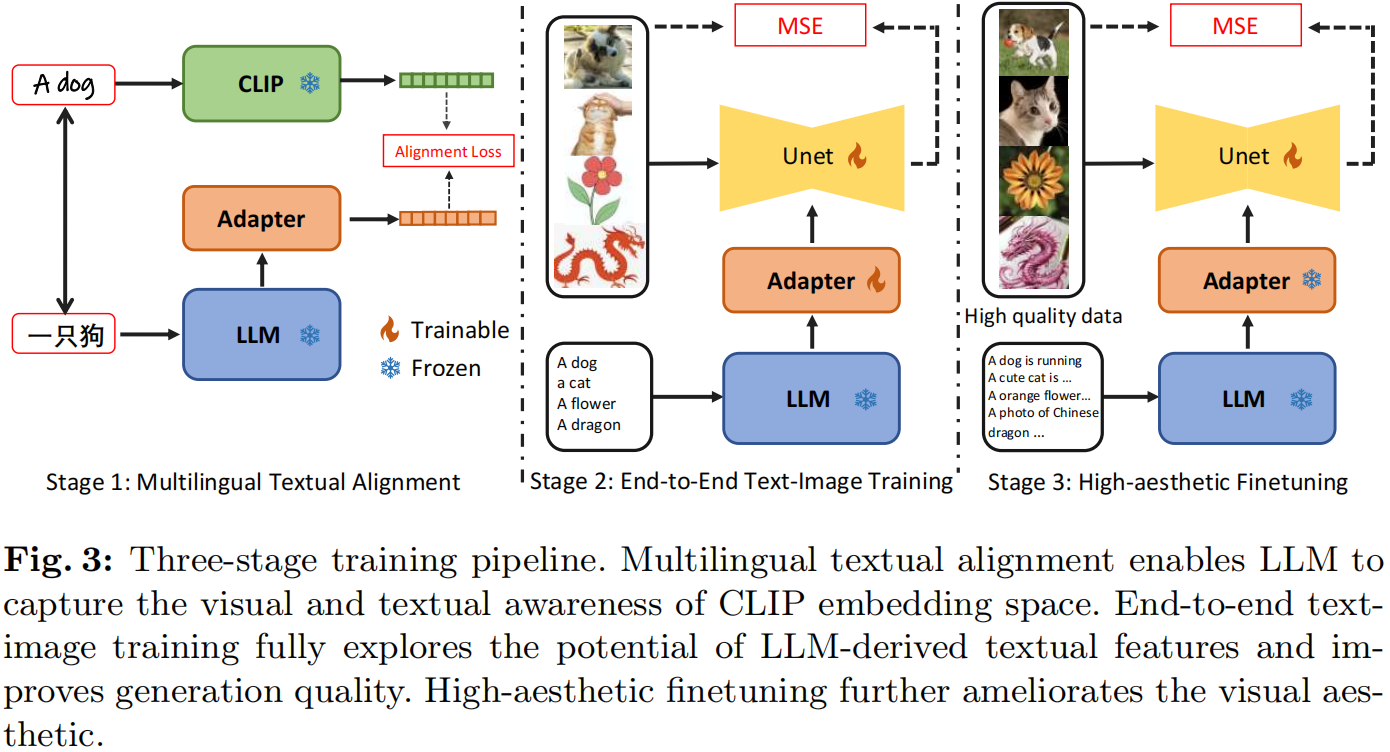 A dog
CLIP
Alignment Loss
Adapter
一只狗
LLM
Trainable
Frozen
Stage 1: Multilingual Textual Alignment
MSE
Unet
Adapter
A dog
a cat
A flower
A dragon
LLM
Stage 2: End-to-End Text-Image Training
MSE
Unet
High quality data
Adapter
A dog is running
A cute cat is ...
A orange flower...
A photo of Chinese
dragon ...
LLM
Stage 3: High-aesthetic Finetuning
Fig. 3: Three-stage training pipeline. Multilingual textual alignment enables LLM to
capture the visual and textual awareness of CLIP embedding space. End-to-end text-
image training fully explores the potential of LLM-derived textual features and im-
proves generation quality. High-aesthetic finetuning further ameliorates the visual aes-
thetic.